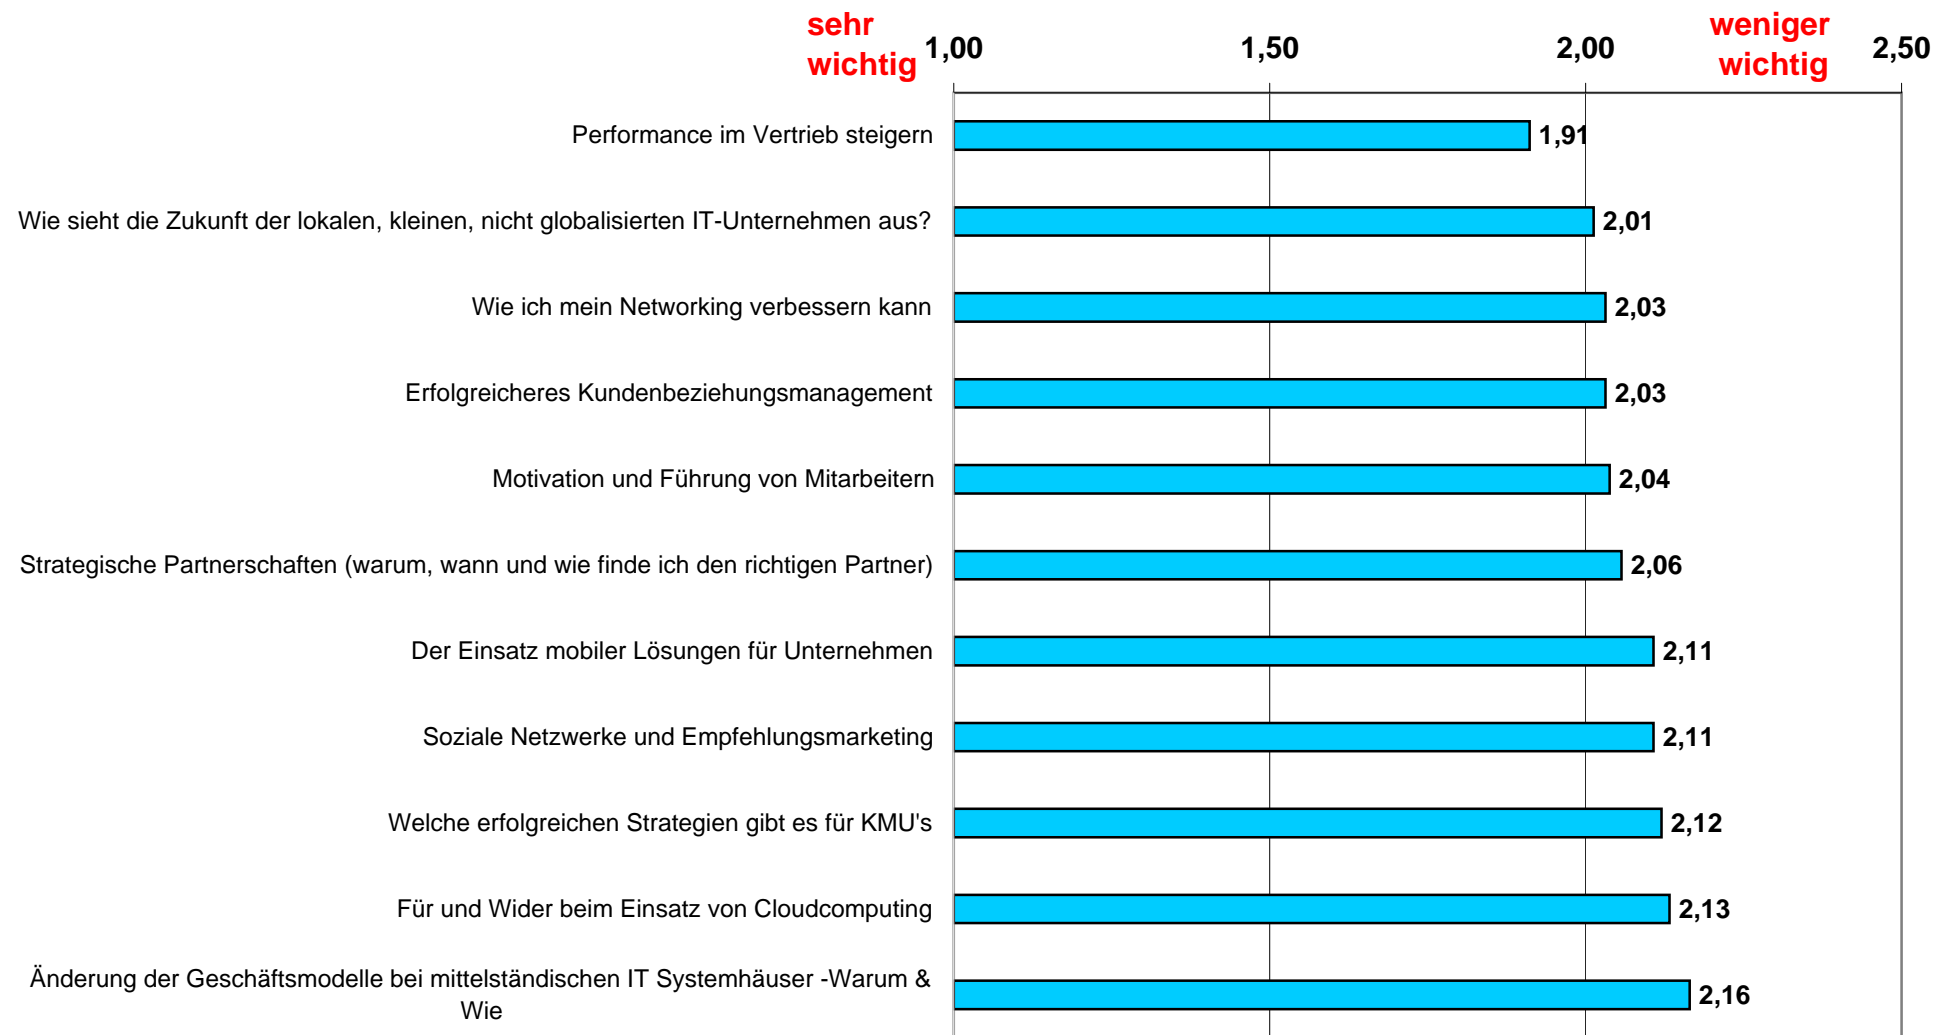 sehr
wichtig
1,00
1,50
2,00
weniger
wichtig
2,50
Performance im Vertrieb steigern
1,91
Wie sieht die Zukunft der lokalen, kleinen, nicht globalisierten IT-Unternehmen aus?
2,01
Wie ich mein Networking verbessern kann
2,03
Erfolgreicheres Kundenbeziehungsmanagement
2,03
Motivation und Führung von Mitarbeitern
2,04
Strategische Partnerschaften (warum, wann und wie finde ich den richtigen Partner)
2,06
Der Einsatz mobiler Lösungen für Unternehmen
2,11
Soziale Netzwerke und Empfehlungsmarketing
2,11
Welche erfolgreichen Strategien gibt es für KMU's
2,12
Für und Wider beim Einsatz von Cloudcomputing
2,13
Änderung der Geschäftsmodelle bei mittelständischen IT Systemhäuser -Warum &
Wie
2,16